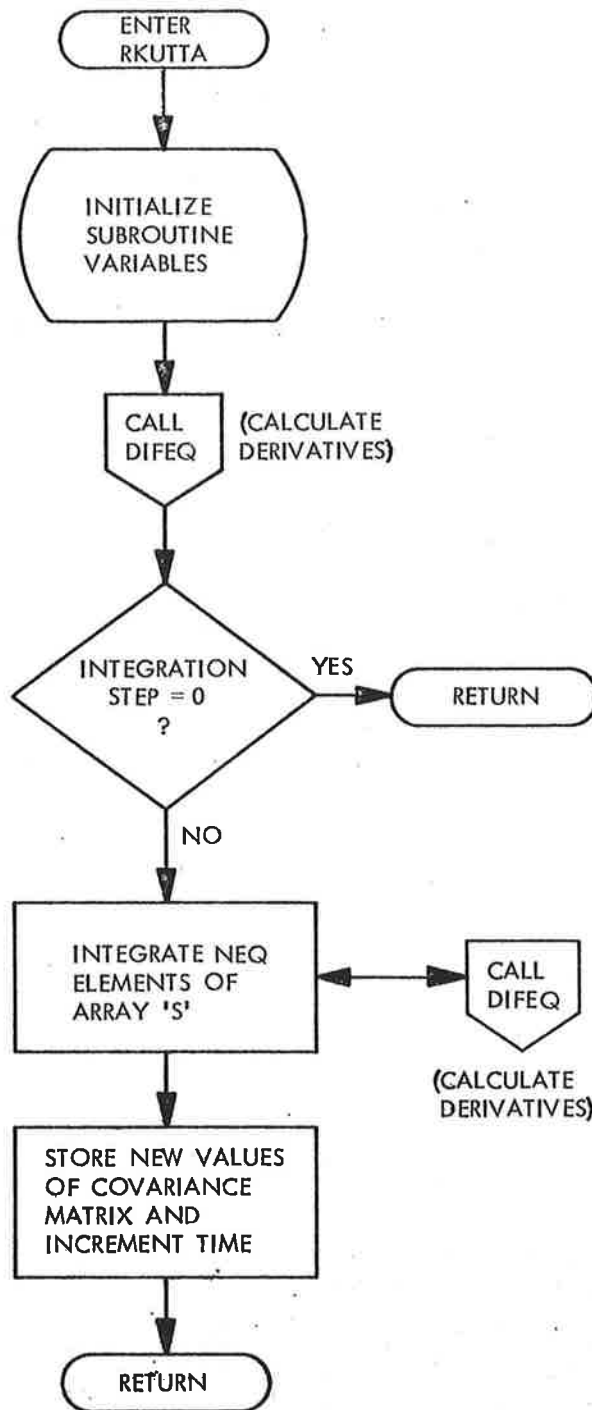 ENTER
RKUTTA
INITIALIZE
SUBROUTINE
VARIABLES
CALL
DIFEQ
(CALCULATE
DERIVATIVES)
INTEGRATION
STEP = 0
?
YES
RETURN
NO
INTEGRATE NEQ
ELEMENTS OF
ARRAY 'S'
CALL
DIFEQ
(CALCULATE
DERIVATIVES)
STORE NEW VALUES
OF COVARIANCE
MATRIX AND
INCREMENT TIME
RETURN